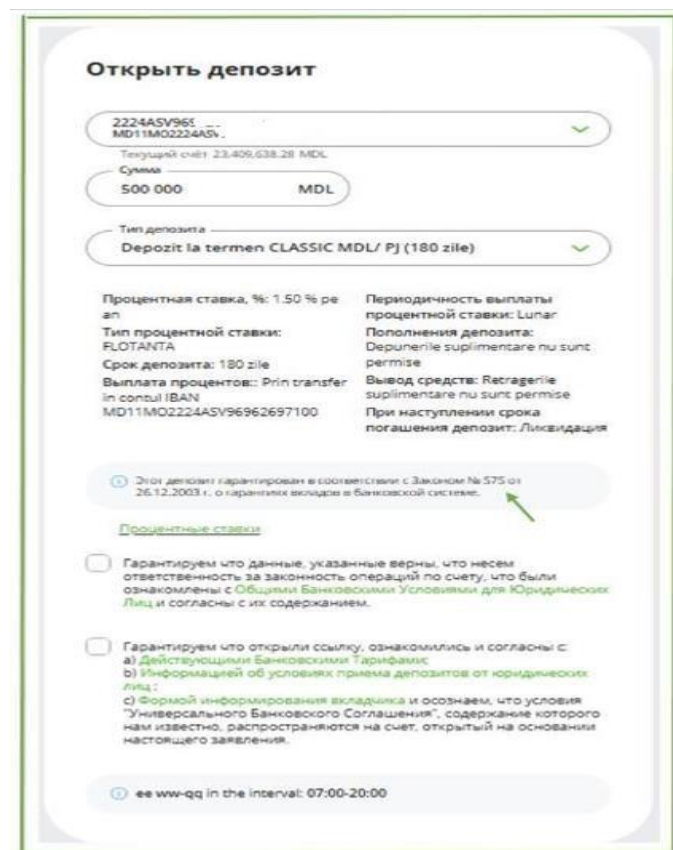 Открыть депозит
2224ASV96
MD11MO2224ASV
Текущий счёт 23,409,638.28 MDL
Сумма
500 000 MDL
Тип депозита
Depozit la termen CLASSIC MDL/ PJ (180 zile)
Процентная ставка, %: 1.50 % pe
an
Тип процентной ставки:
FLOTANTA
Срок депозита: 180 zile
Выплата процентов:: Prin transfer
in contul IBAN
MD11MO2224ASV96962697100
Периодичность выплаты
процентной ставки: Lunar
Пополнения депозита:
Depunerile suplimentare nu sunt
permise
Вывод средств: Retragerile
suplimentare nu sunt permise
При наступлении срока
погашения депозит: Ликвидация
Этот депозит гарантирован в соответствии с Законом № 575 от
26.12.2003 г. о гарантиях вкладов в банковской системе.
Процентные ставки
Гарантируем что данные, указанные верны, что несем
ответственность за законность операций по счету, что были
ознакомлены с Общими Банковскими Условиями для Юридических
Лиц и согласны с их содержанием.
Гарантируем что открыли ссылку, ознакомились и согласны с:
a) Действующими Банковскими Тарифами;
b) Информацией об условиях приема депозитов от юридических
лиц ;
c) Формой информирования вкладчика и осознаем, что условия
"Универсального Банковского Соглашения", содержание которого
нам известно, распространяются на счет, открытый на основании
настоящего заявления.
ee ww-qq in the interval: 07:00-20:00